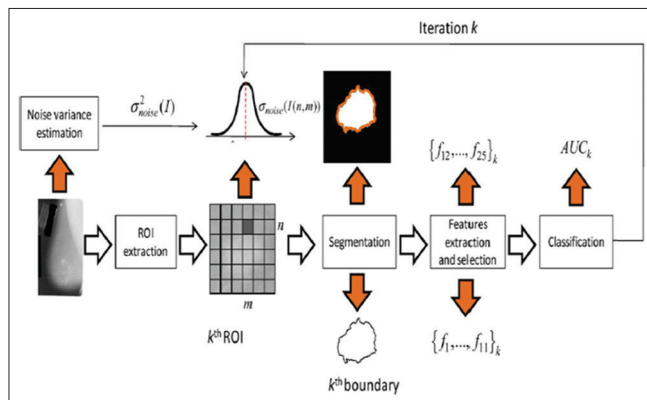 Iteration k
Noise variance
estimation
σ²noise(I)
σnoise(I(n,m))
{f12,...,f25}k
AUCk
ROI
extraction
n
Segmentation
Features
extraction
and selection
Classification
m
kth ROI
kth boundary
{f1,...,f11}k